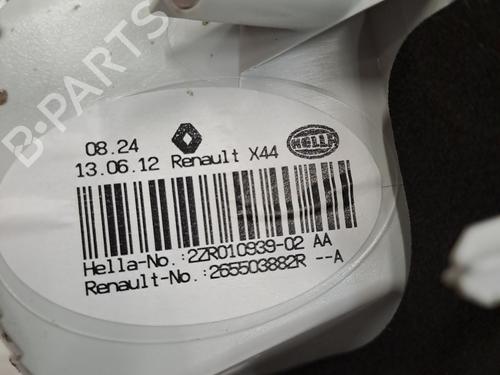 B-PARTS
08.24
HELLA
13.06.12 Renault X44
Hella-No.:2ZR010939-02 AA
Renault-No.:265503882R --A